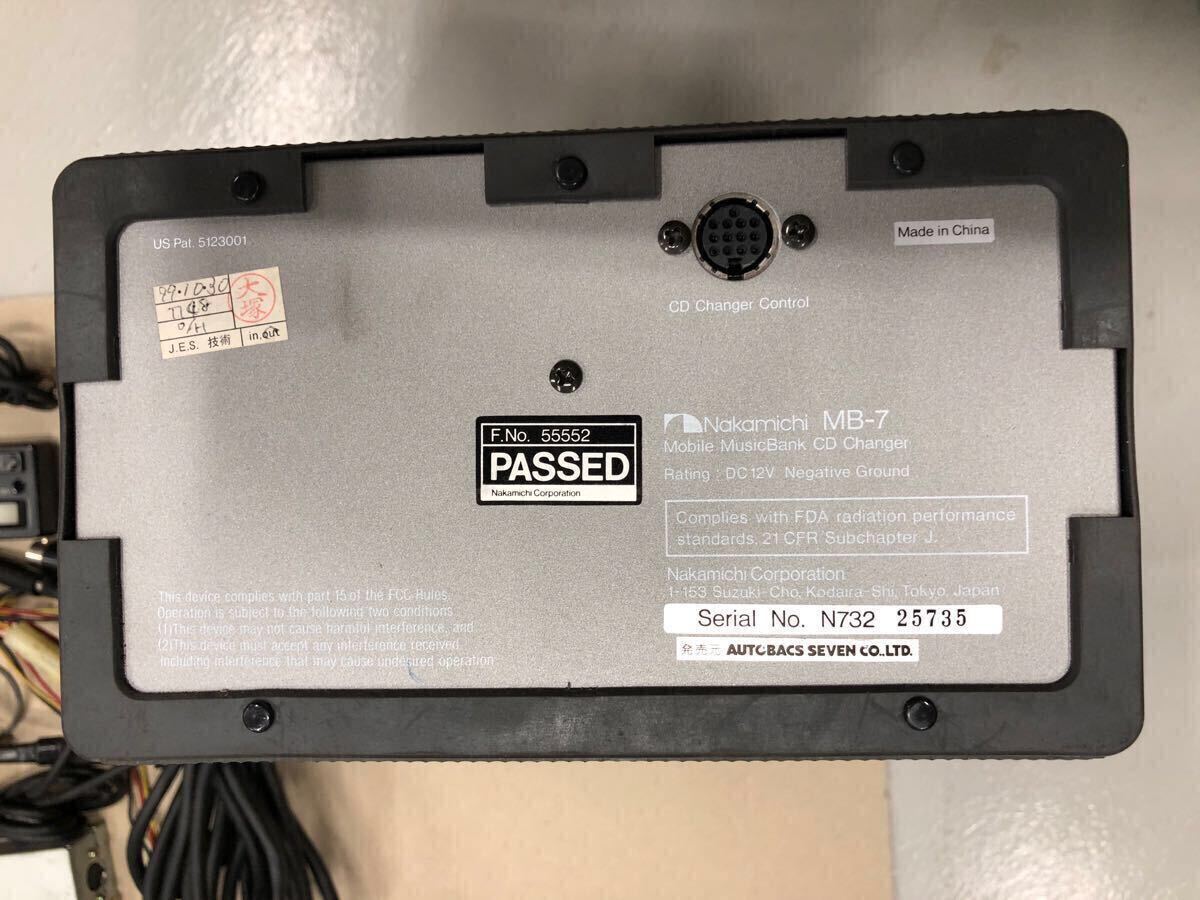 US Pat. 5123001
Made in China
99.10.30
大塚
O/H
J.E.S. 技術 in.out
CD Changer Control
F.No. 55552
PASSED
Nakamichi Corporation
Nakamichi MB-7
Mobile MusicBank CD Changer
Rating : DC 12V Negative Ground
Complies with FDA radiation performance
standards, 21 CFR Subchapter J.
Nakamichi Corporation
1-153 Suzuki-Cho, Kodaira-Shi, Tokyo, Japan
Serial No. N732 25735
発売元 AUTOBACS SEVEN CO.,LTD.
This device complies with part 15 of the FCC Rules.
Operation is subject to the following two conditions
(1)This device may not cause harmful interference, and
(2)This device must accept any interference received.
including interference that may cause undesired operation